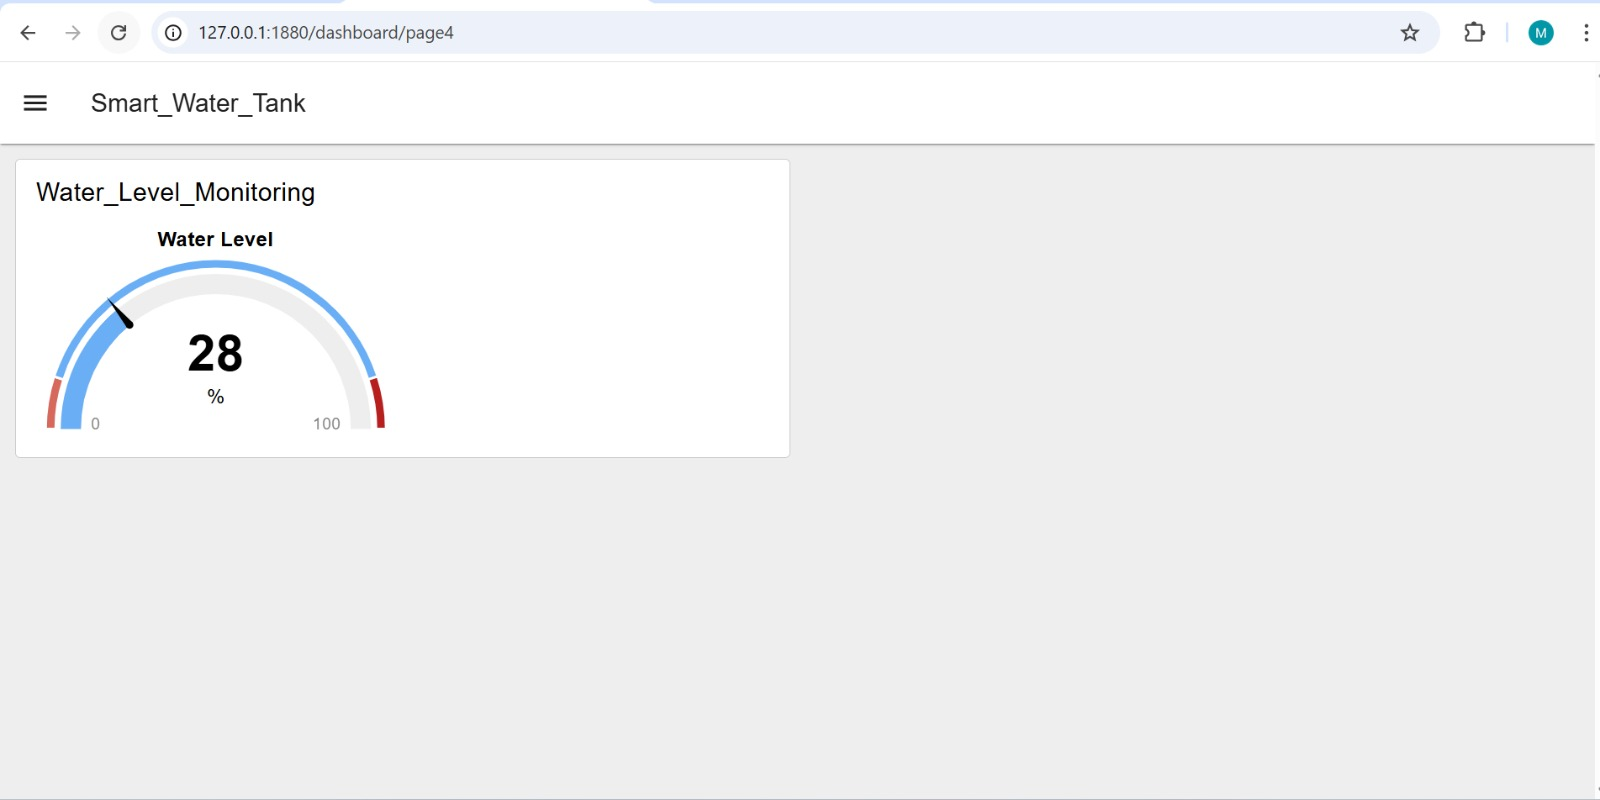 127.0.0.1:1880/dashboard/page4
M
Smart_Water_Tank
Water_Level_Monitoring
Water Level
28
%
0
100